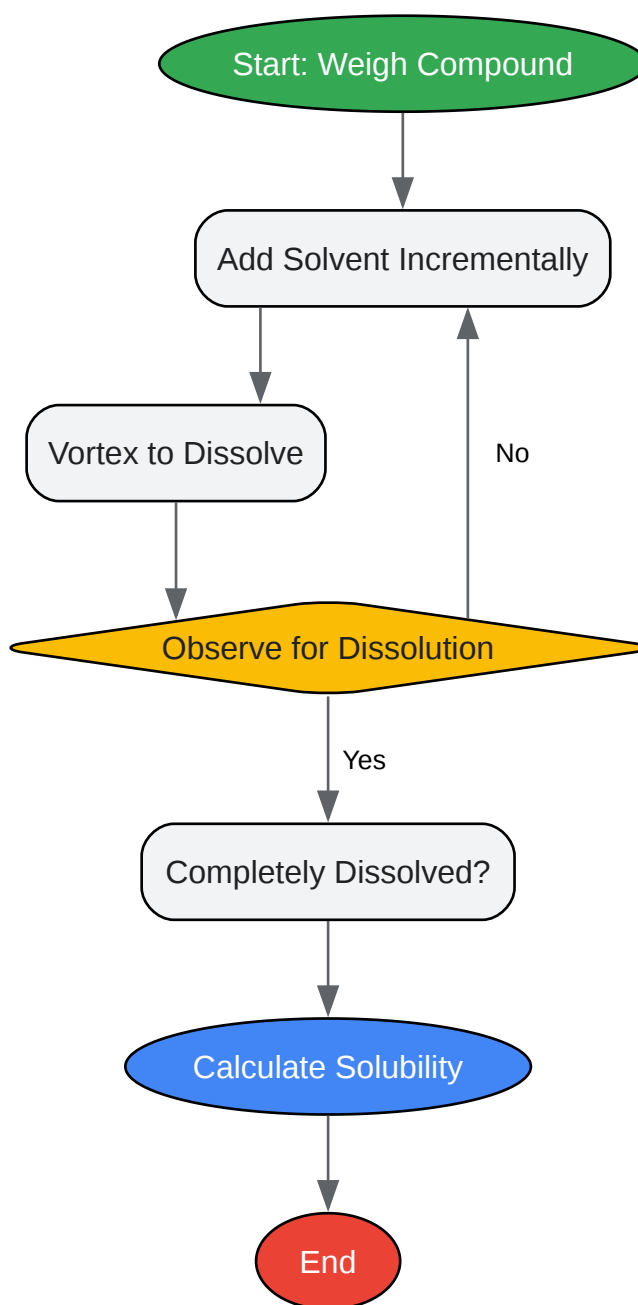 Start: Weigh Compound
Add Solvent Incrementally
Vortex to Dissolve
No
Observe for Dissolution
Yes
Completely Dissolved?
Calculate Solubility
End